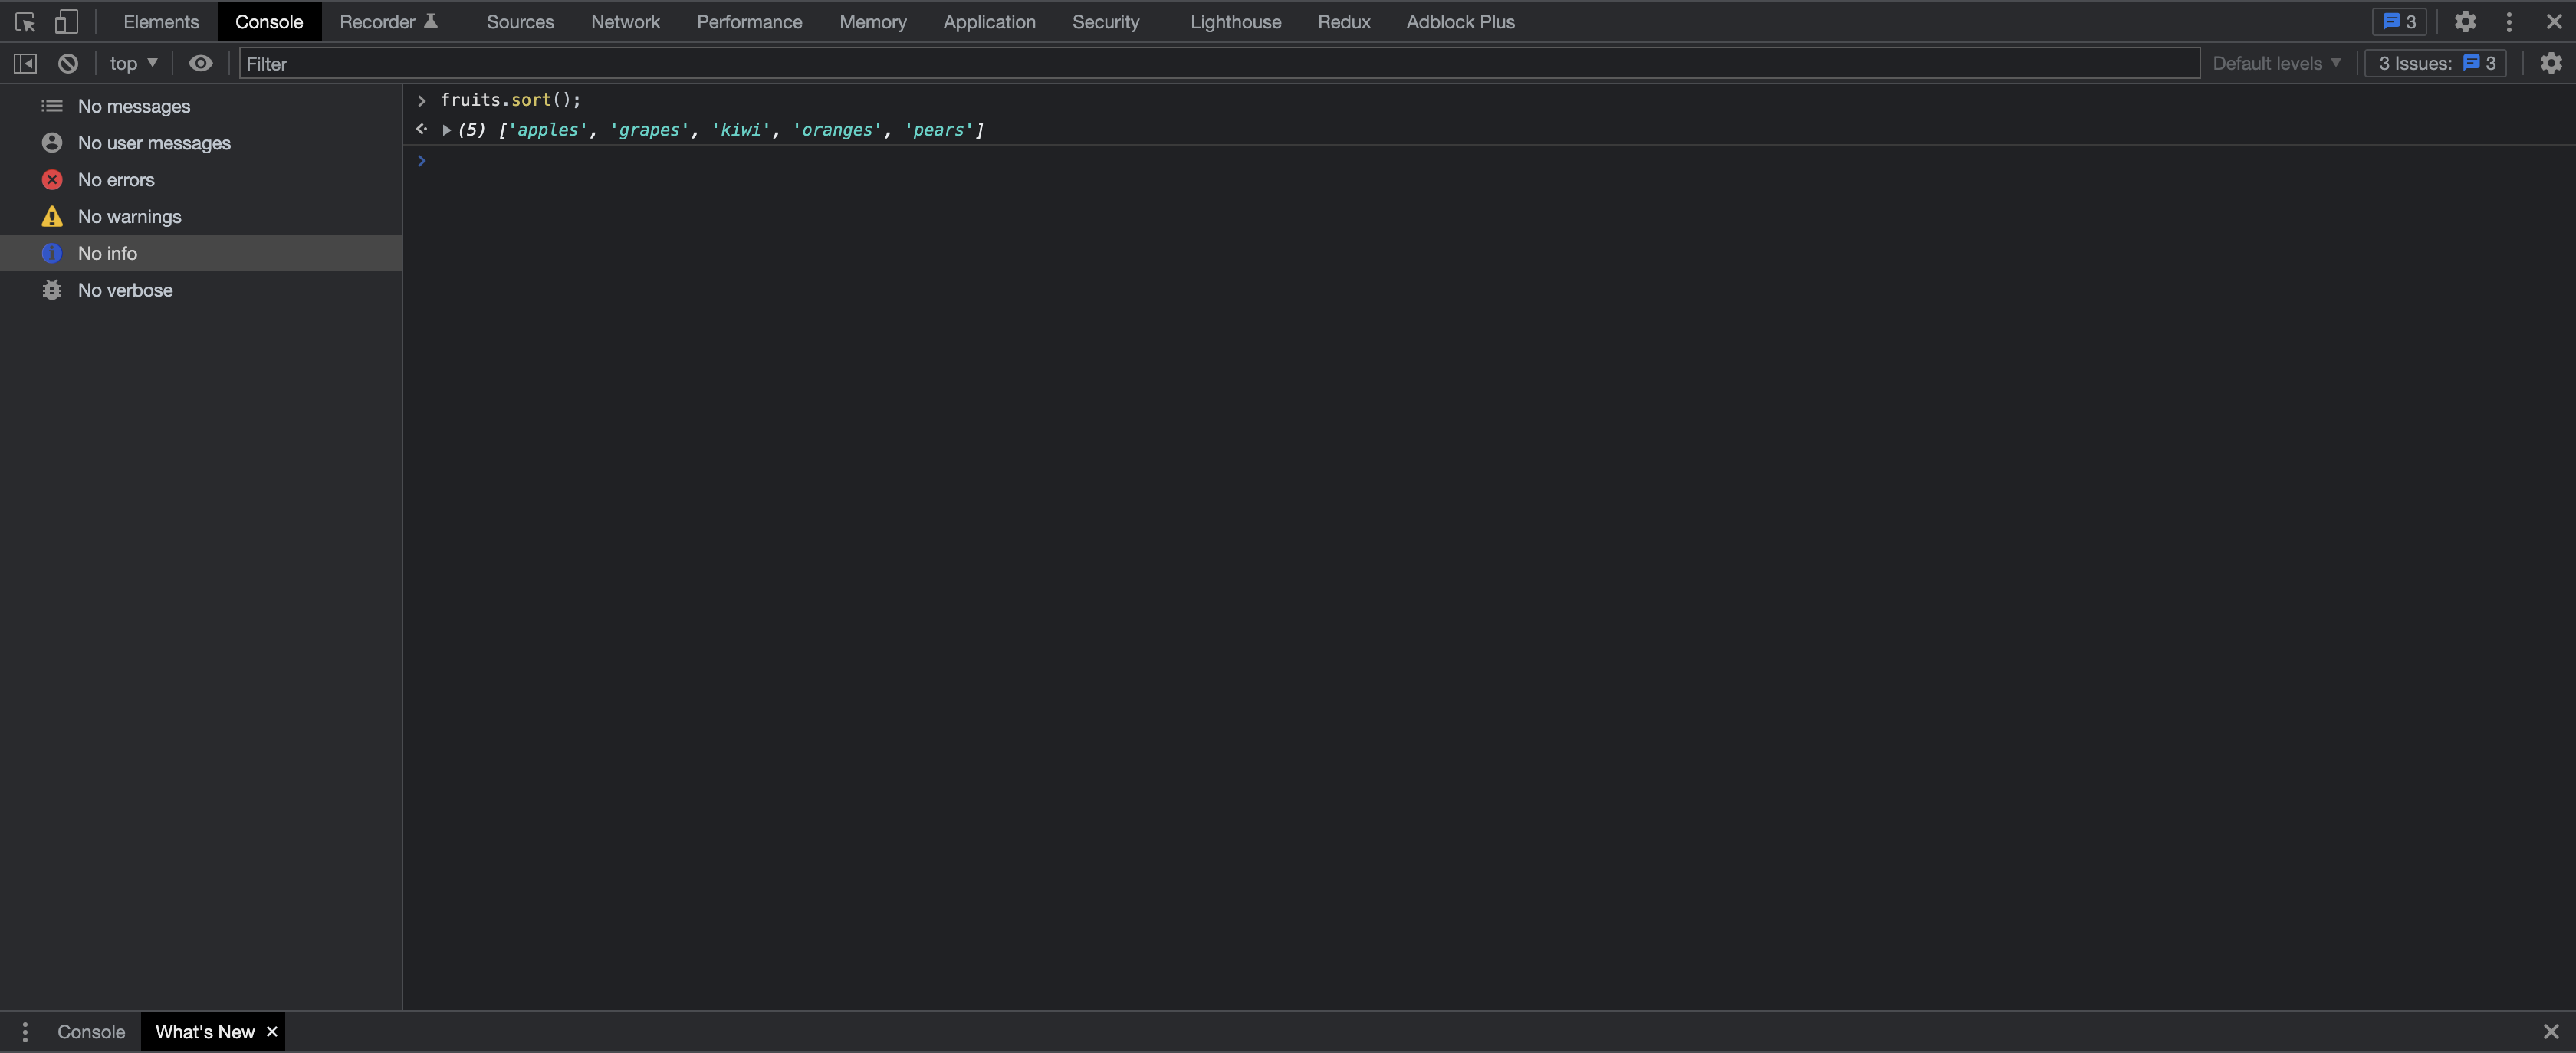 Elements Console Recorder Sources Network Performance Memory Application Security Lighthouse Redux Adblock Plus 3
top Filter Default levels 3 Issues: 3
No messages
No user messages
No errors
No warnings
No info
No verbose
> fruits.sort();
(5) ['apples', 'grapes', 'kiwi', 'oranges', 'pears']
>
Console What's New